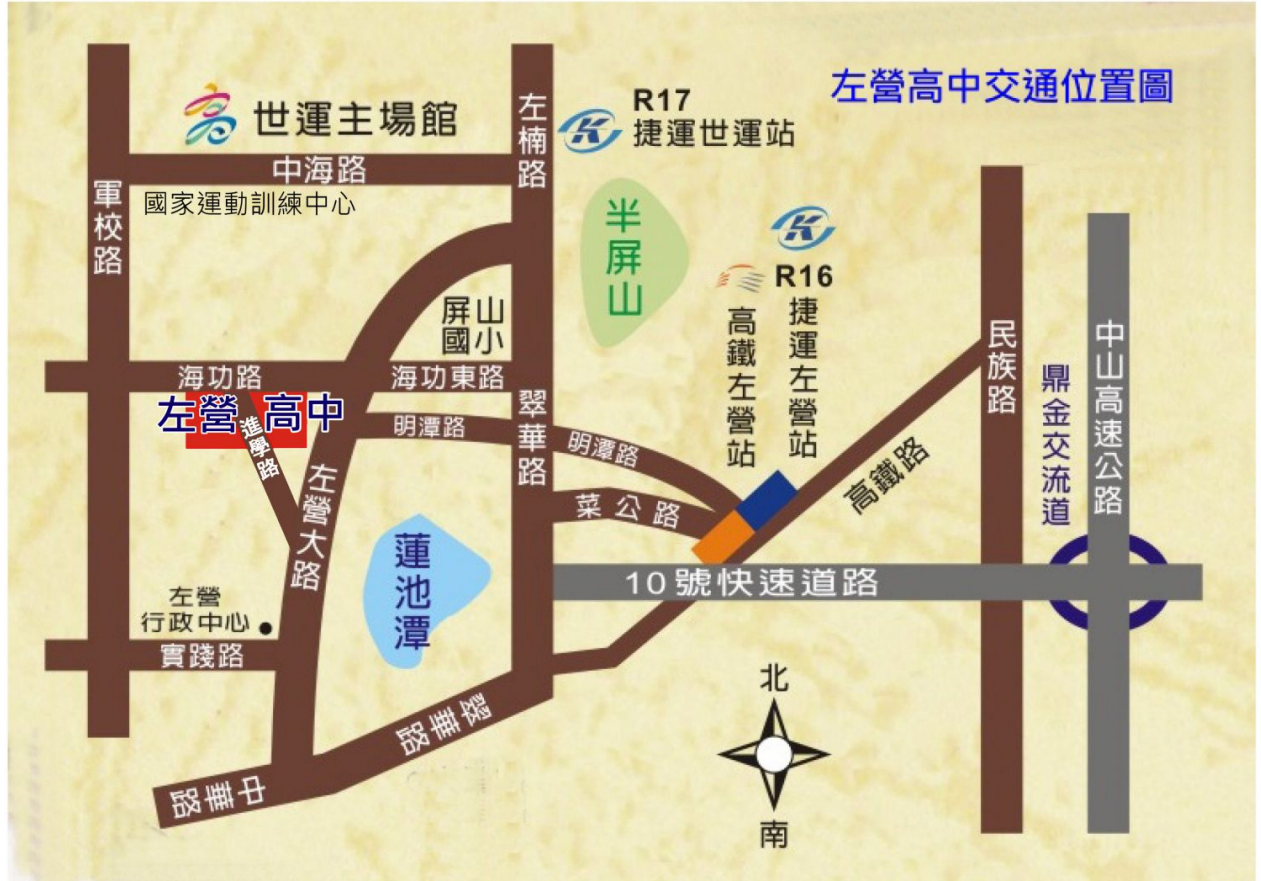 左營高中交通位置圖
世運主場館
中海路
國家運動訓練中心
軍校路
左楠路
R17
捷運世運站
半屏山
R16
捷運左營站
高鐵左營站
屏山
國小
海功路
海功東路
左營 高中
進學路
明潭路
翠華路
明潭路
菜公路
高鐵路
民族路
鼎金交流道
中山高速公路
左營大路
蓮池潭
10號快速道路
左營
行政中心
實踐路
翠華路
中華路
北
南